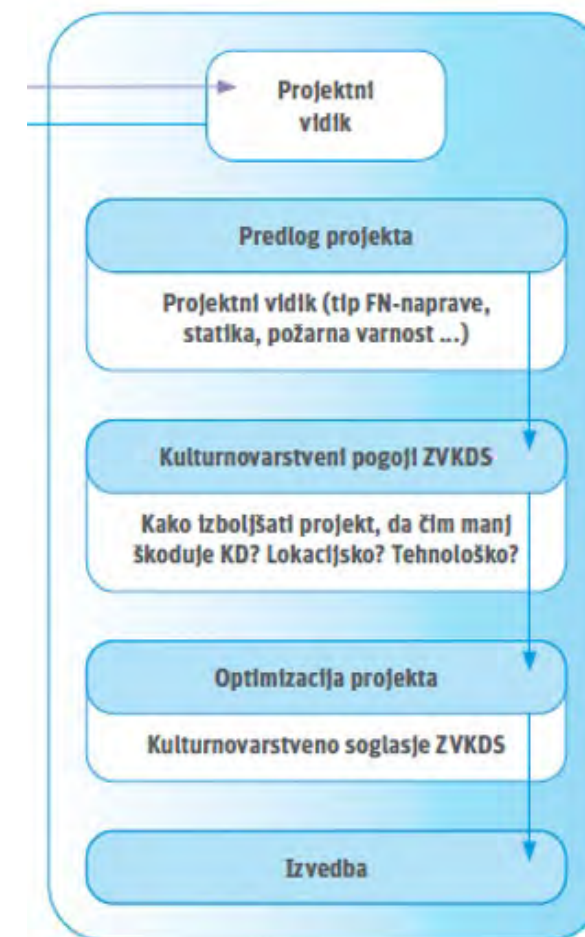 Projektni
vidik
Predlog projekta
Projektni vidik (tip FN-naprave,
statika, požarna varnost ...)
Kulturnovarstveni pogoji ZVKDS
Kako izboljšati projekt, da čim manj
škoduje KD? Lokacijsko? Tehnološko?
Optimizacija projekta
Kulturnovarstveno soglasje ZVKDS
Izvedba